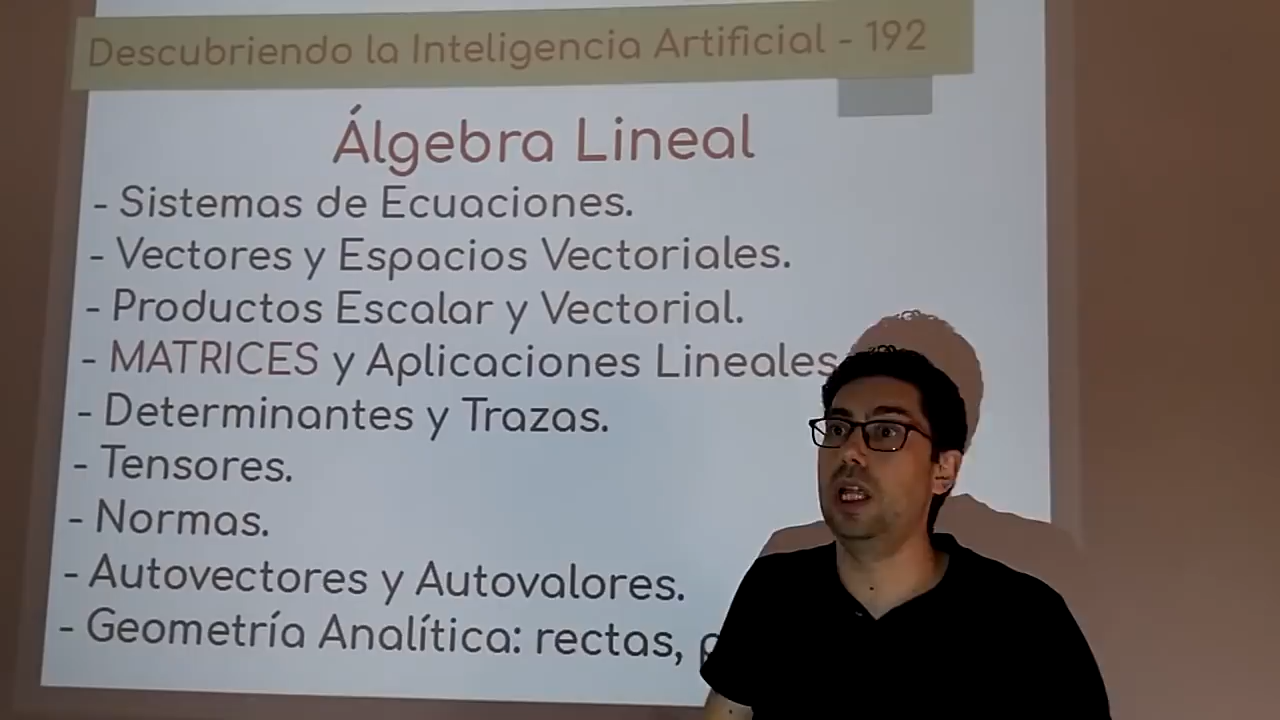 Descubriendo la Inteligencia Artificial - 192
Álgebra Lineal
- Sistemas de Ecuaciones.
- Vectores y Espacios Vectoriales.
- Productos Escalar y Vectorial.
- MATRICES y Aplicaciones Lineales
- Determinantes y Trazas.
- Tensores.
- Normas.
- Autovectores y Autovalores.
- Geometría Analítica: rectas,